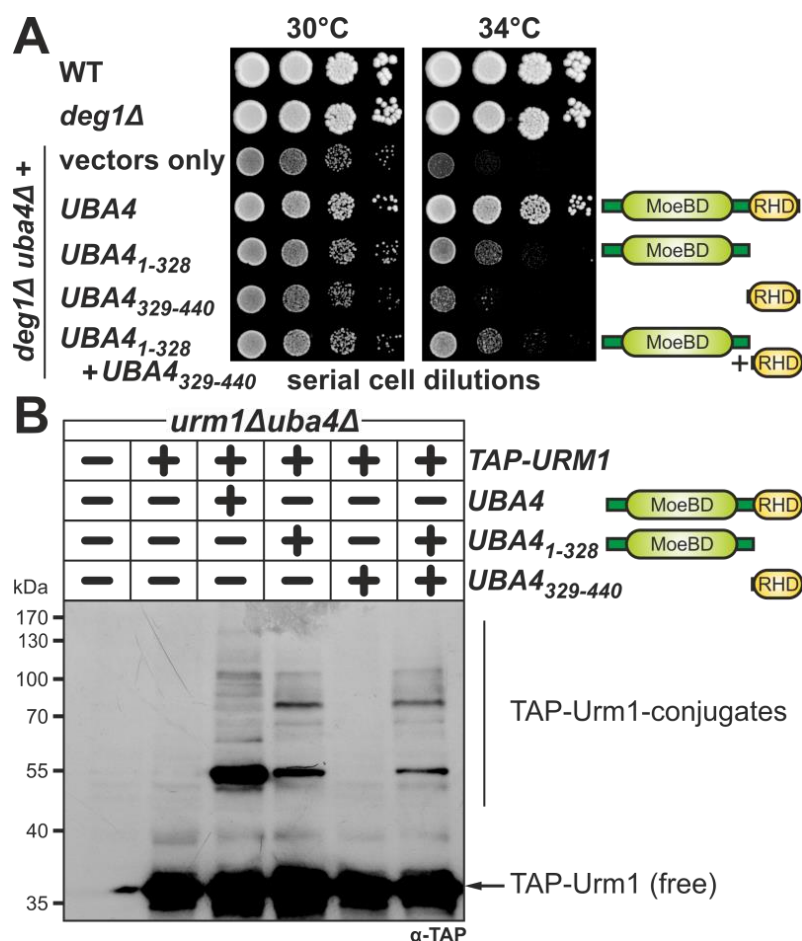 A
30°C 34°C
WT
deg1Δ
deg1Δ uba4Δ +
vectors only
UBA4
MoeBD RHD
UBA4₁₋₃₂₈
MoeBD
UBA4₃₂₉₋₄₄₀
RHD
UBA4₁₋₃₂₈
MoeBD
+UBA4₃₂₉₋₄₄₀
+ RHD
serial cell dilutions
B
urm1Δuba4Δ
− + + + + + TAP-URM1
− − + − − − UBA4
MoeBD RHD
− − − + − + UBA4₁₋₃₂₈
MoeBD
− − − − + + UBA4₃₂₉₋₄₄₀
RHD
kDa
170
130
100
70
55
40
35
TAP-Urm1-conjugates
TAP-Urm1 (free)
α-TAP